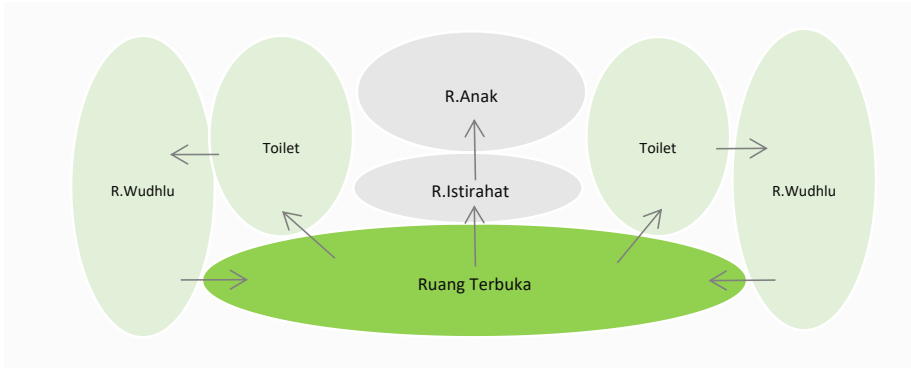 R.Anak
Toilet
Toilet
R.Wudhlu
R.Istirahat
R.Wudhlu
Ruang Terbuka